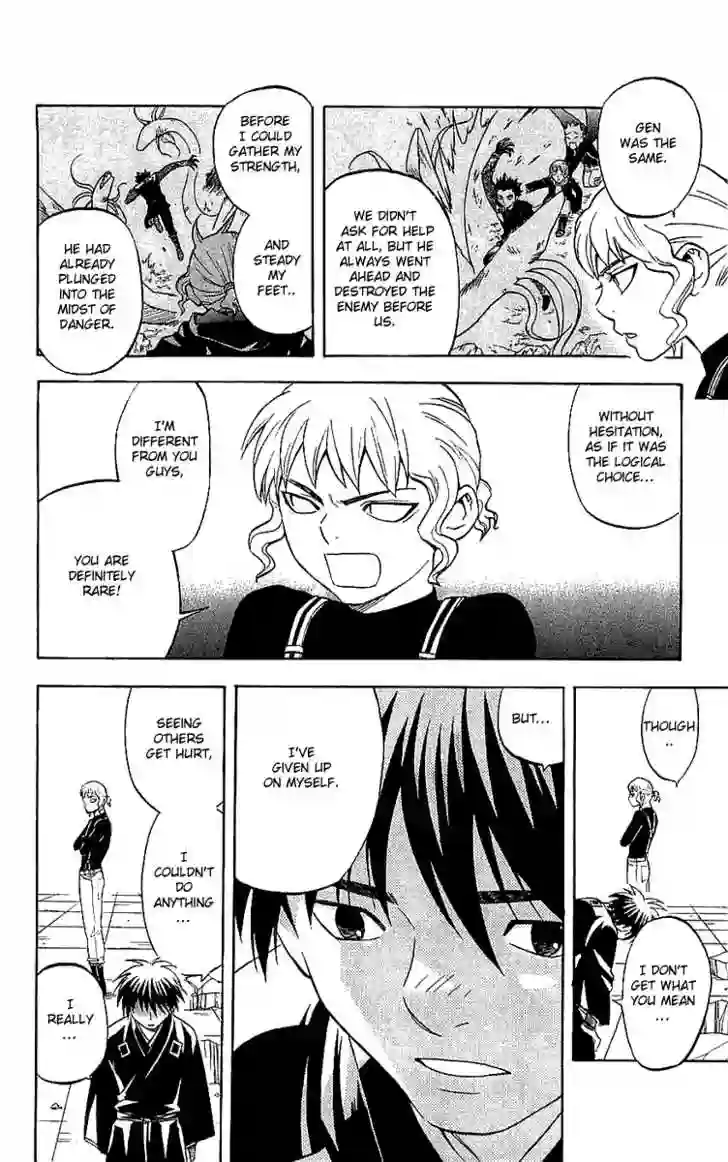 GEN
WAS THE
SAME.
WE DIDN'T
ASK FOR HELP
AT ALL, BUT HE
ALWAYS WENT
AHEAD AND
DESTROYED THE
ENEMY BEFORE
US.
BEFORE
I COULD
GATHER MY
STRENGTH,
AND
STEADY
MY
FEET..
HE HAD
ALREADY
PLUNGED
INTO THE
MIDST OF
DANGER.
WITHOUT
HESITATION,
AS IF IT WAS
THE LOGICAL
CHOICE...
I'M
DIFFERENT
FROM YOU
GUYS,
YOU ARE
DEFINITELY
RARE!
THOUGH
..
I DON'T
GET WHAT
YOU MEAN
...
BUT...
I'VE
GIVEN UP
ON MYSELF.
SEEING
OTHERS
GET HURT,
I
COULDN'T
DO
ANYTHING
...
I
REALLY
...